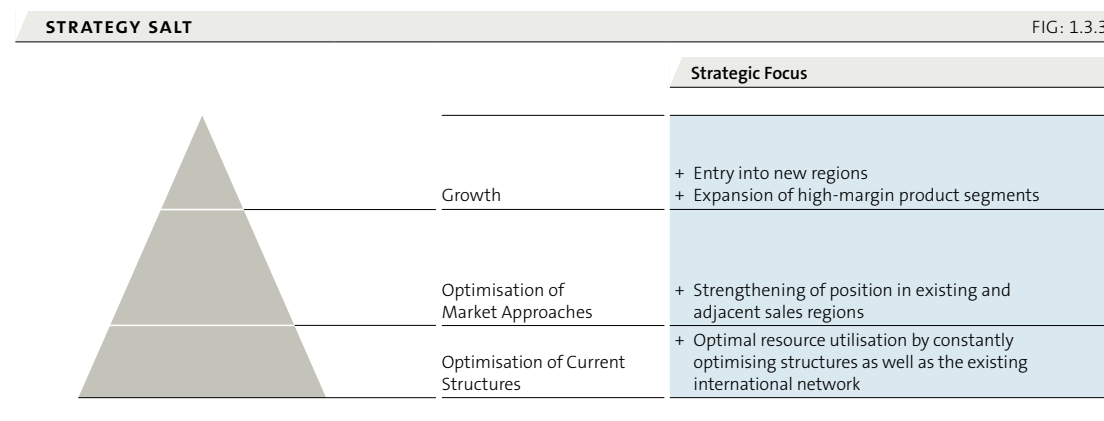 STRATEGY SALT
FIG: 1.3.3
Strategic Focus
Growth
+ Entry into new regions
+ Expansion of high-margin product segments
Optimisation of
Market Approaches
+ Strengthening of position in existing and
adjacent sales regions
Optimisation of Current
Structures
+ Optimal resource utilisation by constantly
optimising structures as well as the existing
international network